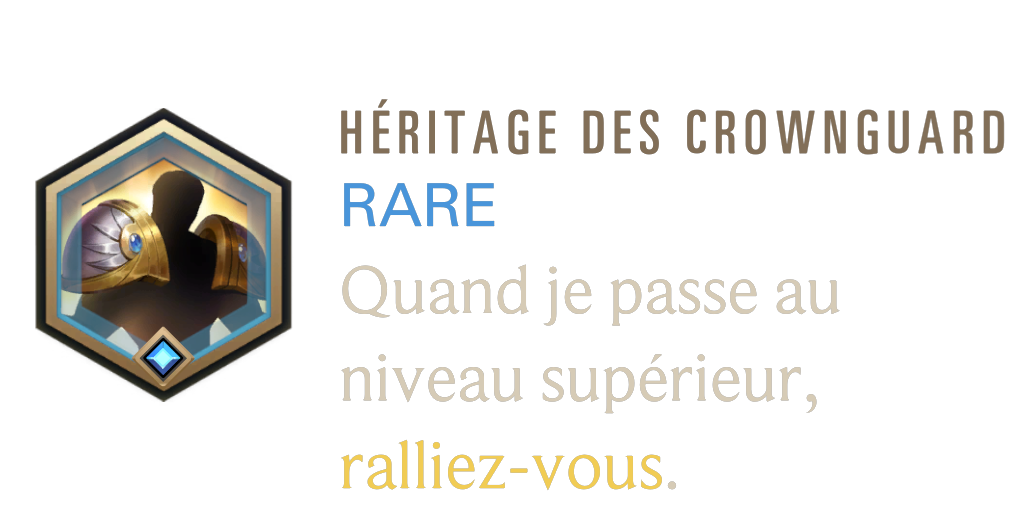 HÉRITAGE DES CROWNGUARD
RARE
Quand je passe au
niveau supérieur,
ralliez-vous.